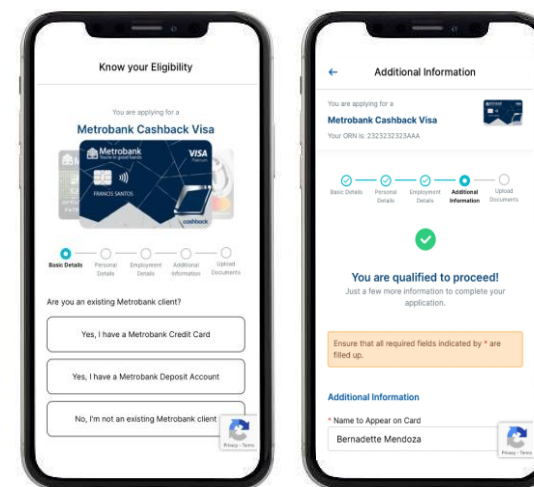 Know your Eligibility
You are applying for a
Metrobank Cashback Visa
Metrobank
You're in good hands
VISA
Platinum
FRANCIS SANTOS
cashback
Basic Details
Personal Details
Employment Details
Additional Information
Upload Documents
Are you an existing Metrobank client?
Yes, I have a Metrobank Credit Card
Yes, I have a Metrobank Deposit Account
No, I'm not an existing Metrobank client
Privacy - Terms
Additional Information
You are applying for a
Metrobank Cashback Visa
Your ORN is: 2323232323AAA
Basic Details
Personal Details
Employment Details
Additional Information
Upload Documents
You are qualified to proceed!
Just a few more information to complete your
application.
Ensure that all required fields indicated by * are
filled up.
Additional Information
* Name to Appear on Card
Bernadette Mendoza
Privacy - Terms